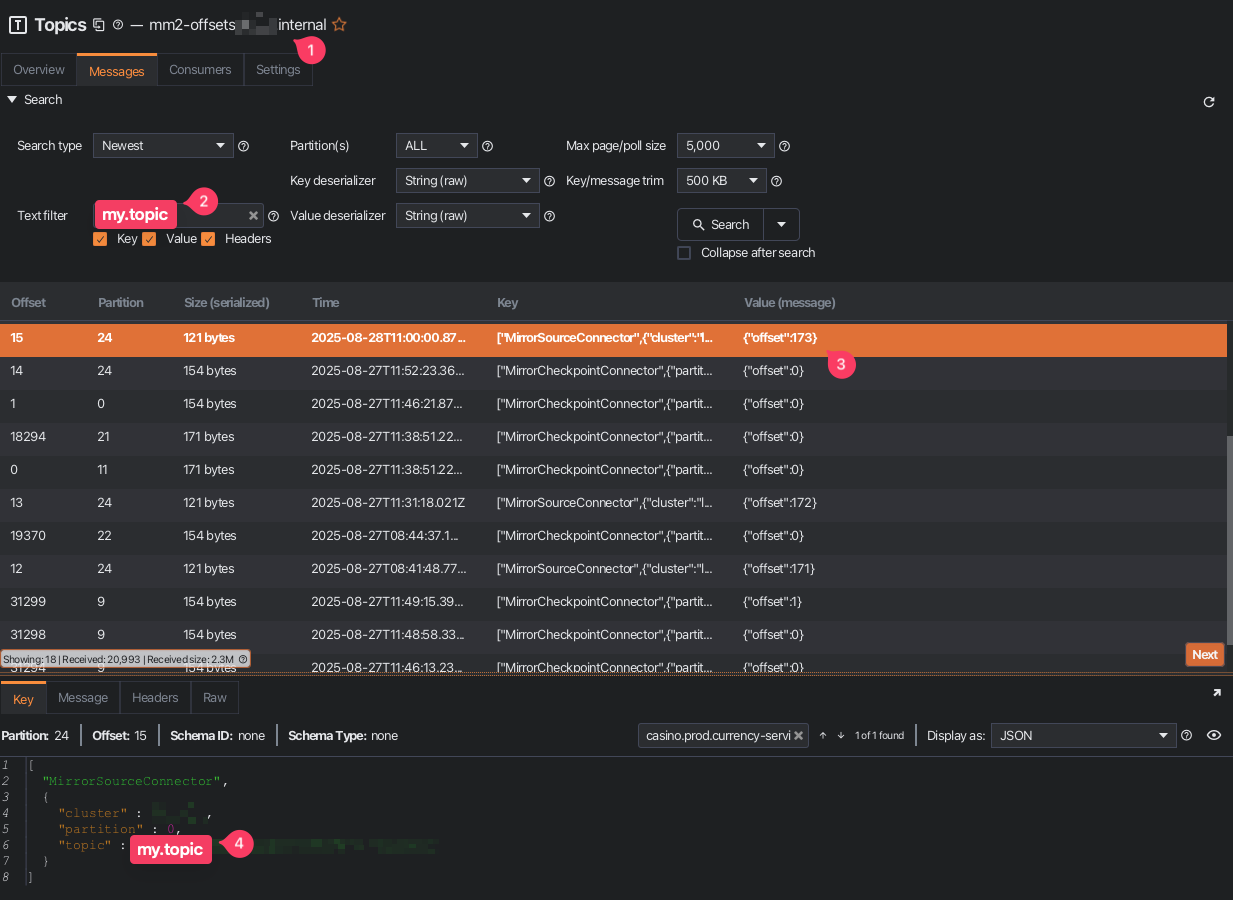 T Topics — mm2-offsets internal
1
Overview Messages Consumers Settings
Search
Search type Newest Partition(s) ALL Max page/poll size 5,000
Key deserializer String (raw) Key/message trim 500 KB
2
Text filter my.topic Value deserializer String (raw) Search
Key Value Headers
Collapse after search
Offset Partition Size (serialized) Time Key Value (message)
15 24 121 bytes 2025-08-28T11:00:00.87... ["MirrorSourceConnector",{"cluster":"l... {"offset":173}
3
14 24 154 bytes 2025-08-27T11:52:23.36... ["MirrorCheckpointConnector",{"partit... {"offset":0}
1 0 154 bytes 2025-08-27T11:46:21.87... ["MirrorCheckpointConnector",{"partit... {"offset":0}
18294 21 171 bytes 2025-08-27T11:38:51.22... ["MirrorCheckpointConnector",{"partit... {"offset":0}
0 11 171 bytes 2025-08-27T11:38:51.22... ["MirrorCheckpointConnector",{"partit... {"offset":0}
13 24 121 bytes 2025-08-27T11:31:18.021Z ["MirrorSourceConnector",{"cluster":"l... {"offset":172}
19370 22 154 bytes 2025-08-27T08:44:37.1... ["MirrorCheckpointConnector",{"partit... {"offset":0}
12 24 121 bytes 2025-08-27T08:41:48.77... ["MirrorSourceConnector",{"cluster":"l... {"offset":171}
31299 9 154 bytes 2025-08-27T11:49:15.39... ["MirrorCheckpointConnector",{"partit... {"offset":1}
31298 9 154 bytes 2025-08-27T11:48:58.33... ["MirrorCheckpointConnector",{"partit... {"offset":0}
Showing: 18 | Received: 20,993 | Received size: 2.3M Next
31294 9 154 bytes 2025-08-27T11:46:13.23... ["MirrorCheckpointConnector",{"partit... {"offset":0}
Key Message Headers Raw
Partition: 24 Offset: 15 Schema ID: none Schema Type: none casino.prod.currency-servi 1 of 1 found Display as: JSON
1 [
2 "MirrorSourceConnector",
3 {
4 "cluster" : ,
5 "partition" : 0,
6 "topic" : my.topic 4
7 }
8 ]